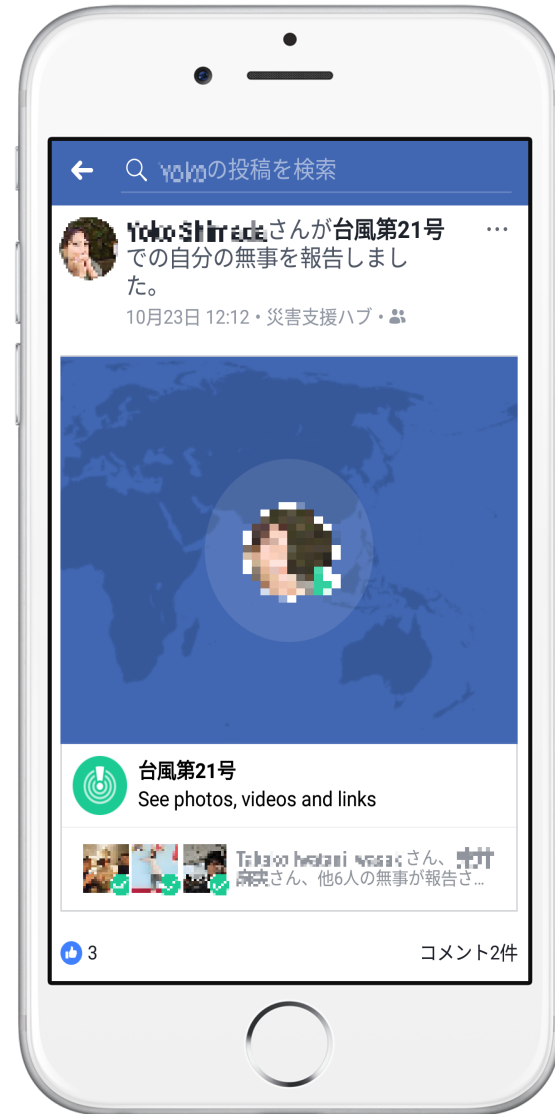 の投稿を検索
さんが台風第21号
での自分の無事を報告しまし
た。
10月23日 12:12・災害支援ハブ・
台風第21号
See photos, videos and links
さん、
さん、他6人の無事が報告さ...
3
コメント2件